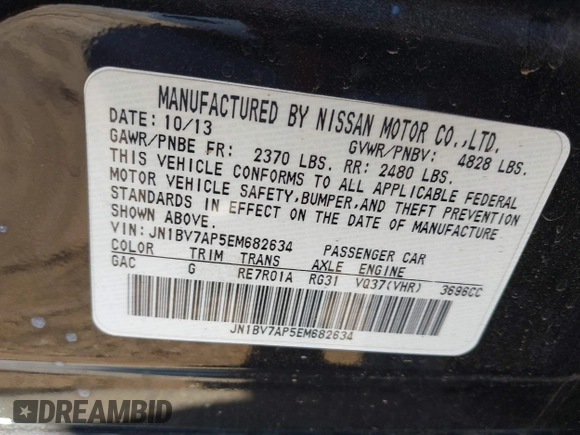 MANUFACTURED BY NISSAN MOTOR CO.,LTD.
DATE: 10/13 GVWR/PNBV: 4828 LBS.
GAWR/PNBE FR: 2370 LBS. RR: 2480 LBS.
THIS VEHICLE CONFORMS TO ALL APPLICABLE FEDERAL
MOTOR VEHICLE SAFETY, BUMPER, AND THEFT PREVENTION
STANDARDS IN EFFECT ON THE DATE OF MANUFACTURE
SHOWN ABOVE.
VIN: JN1BV7AP5EM682634 PASSENGER CAR
COLOR TRIM TRANS AXLE ENGINE
GAC G RE7R01A RG31 VQ37(VHR) 3696CC
JN1BV7AP5EM682634
DREAMBID